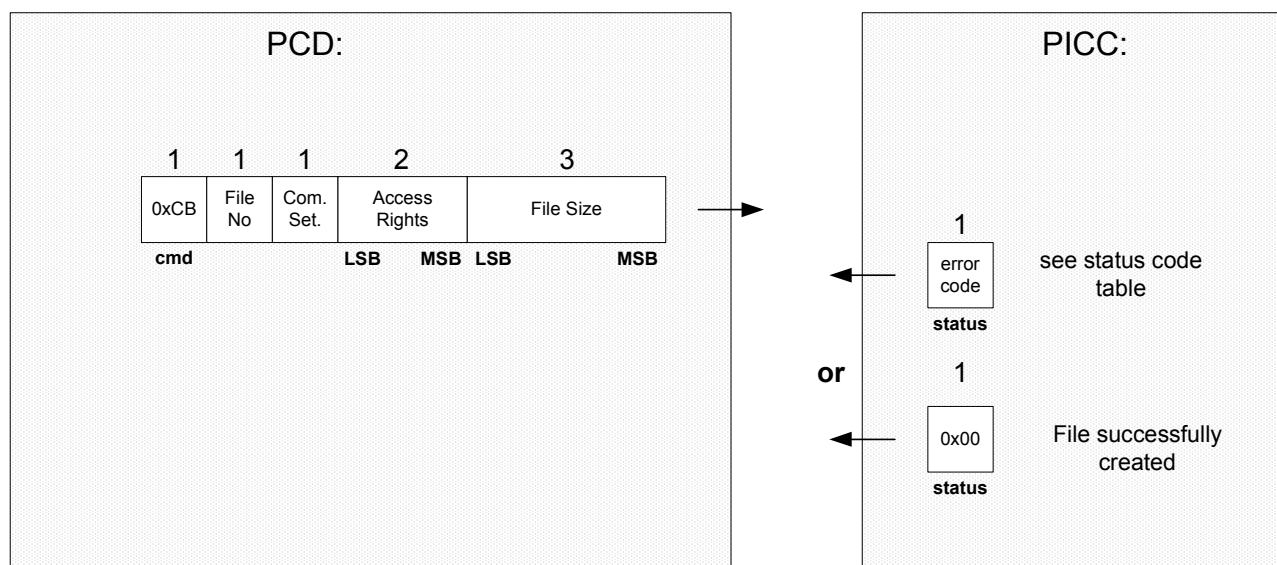 PCD:
PICC:
1 1 1 2 3
0xCB
File
No
Com.
Set.
Access
Rights
File Size
cmd
LSB MSB LSB MSB
1
error
code
status
see status code
table
or
1
0x00
status
File successfully
created